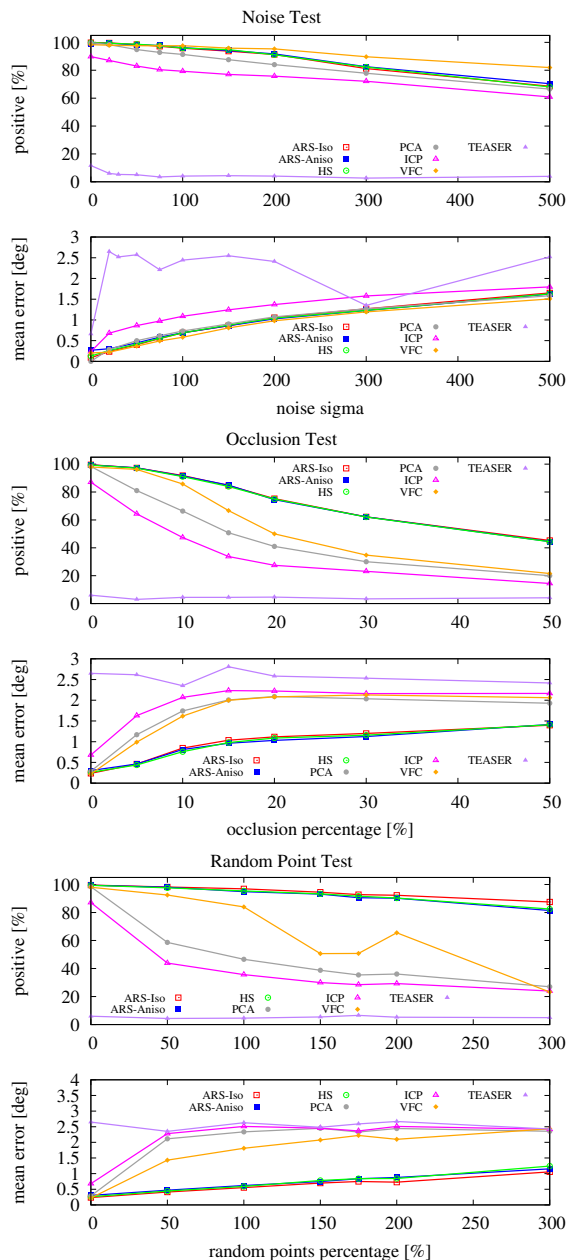 Noise Test
positive [%]
100
80
60
40
20
0
ARS-Iso
ARS-Aniso
HS
PCA
ICP
VFC
TEASER
0 100 200 300 400 500
mean error [deg]
3
2.5
2
1.5
1
0.5
0
ARS-Iso
ARS-Aniso
HS
PCA
ICP
VFC
TEASER
0 100 200 300 400 500
noise sigma
Occlusion Test
positive [%]
100
80
60
40
20
0
ARS-Iso
ARS-Aniso
HS
PCA
ICP
VFC
TEASER
0 10 20 30 40 50
mean error [deg]
3
2.5
2
1.5
1
0.5
0
ARS-Iso
ARS-Aniso
HS
PCA
ICP
VFC
TEASER
0 10 20 30 40 50
occlusion percentage [%]
Random Point Test
positive [%]
100
80
60
40
20
0
ARS-Iso
ARS-Aniso
HS
PCA
ICP
VFC
TEASER
0 50 100 150 200 250 300
mean error [deg]
4
3.5
3
2.5
2
1.5
1
0.5
0
ARS-Iso
ARS-Aniso
HS
PCA
ICP
VFC
TEASER
0 50 100 150 200 250 300
random points percentage [%]